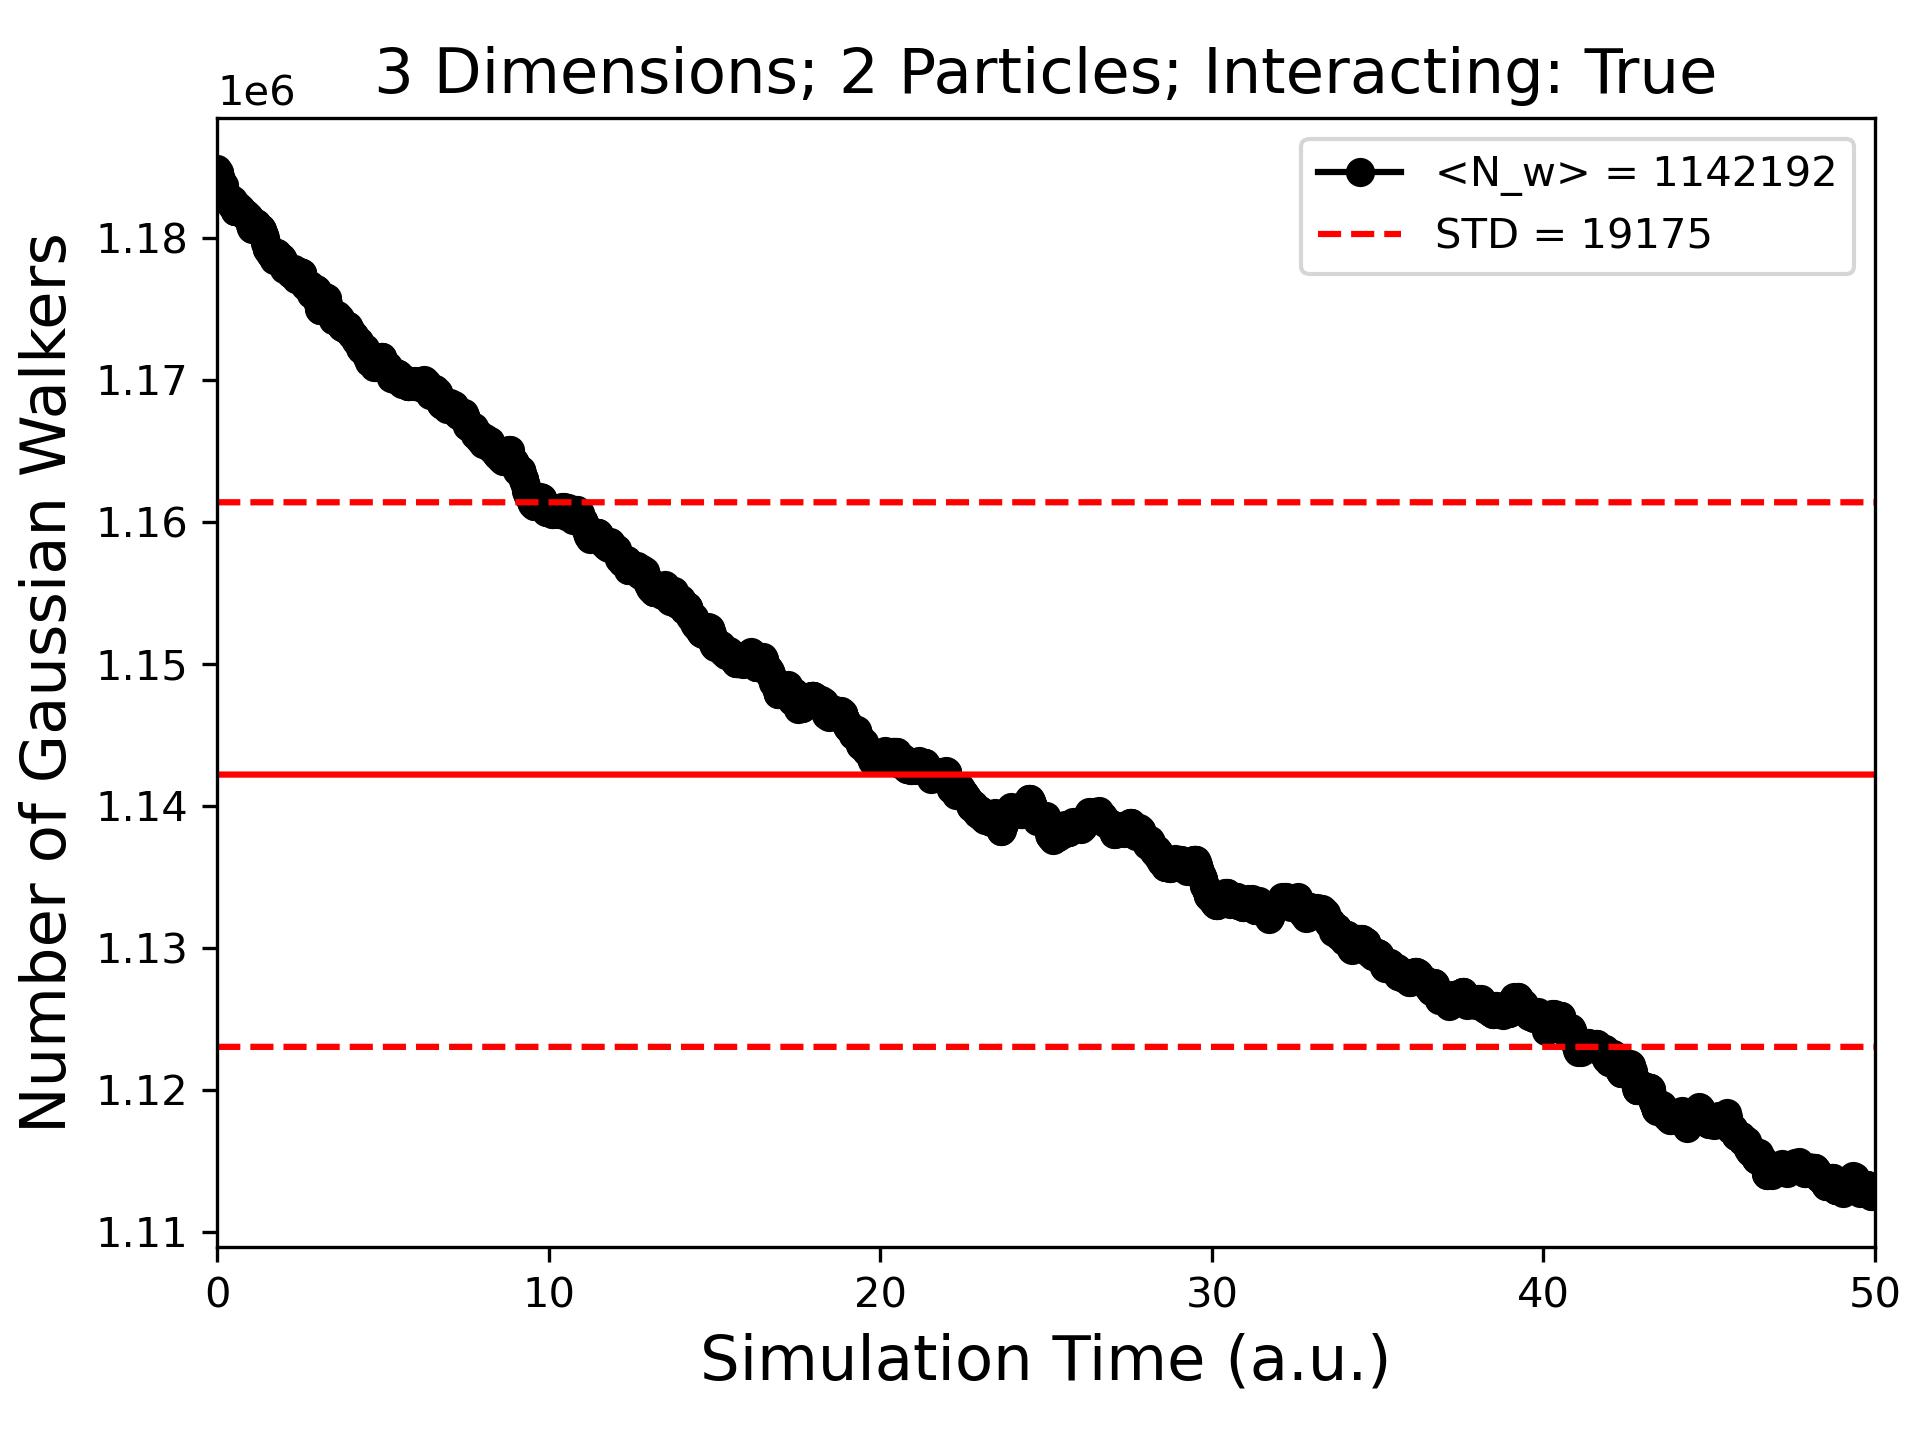 3 Dimensions; 2 Particles; Interacting: True
1e6
<N_w> = 1142192
STD = 19175
1.18
1.17
1.16
1.15
1.14
1.13
1.12
1.11
Number of Gaussian Walkers
0 10 20 30 40 50
Simulation Time (a.u.)